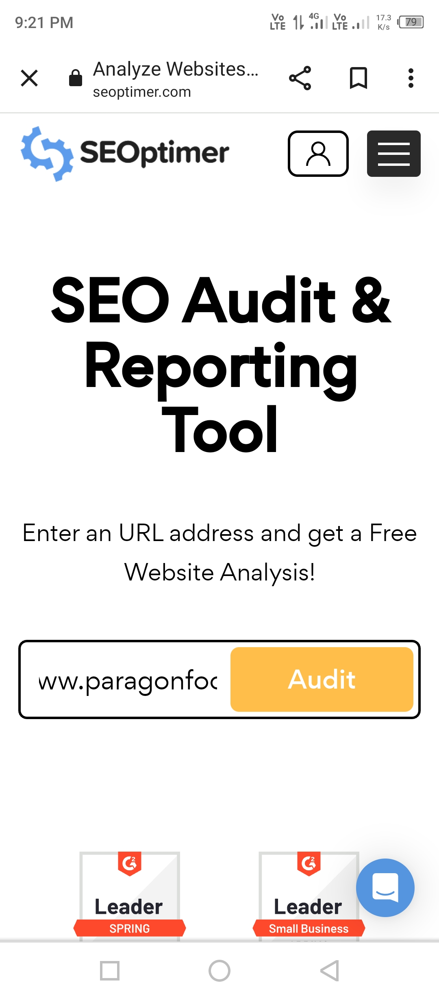 9:21 PM
Vo LTE 4G Vo LTE 17.3 K/s 79
Analyze Websites...
seoptimer.com
SEOptimer
SEO Audit &
Reporting
Tool
Enter an URL address and get a Free
Website Analysis!
ww.paragonfoo
Audit
Leader
SPRING
Leader
Small Business